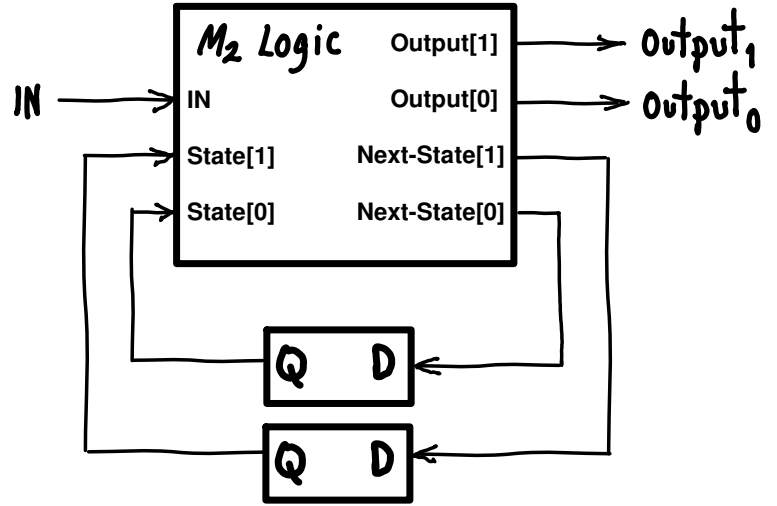 M₂ Logic
Output[1]
Output₁
IN
IN
Output[0]
Output₀
State[1]
Next-State[1]
State[0]
Next-State[0]
Q D
Q D